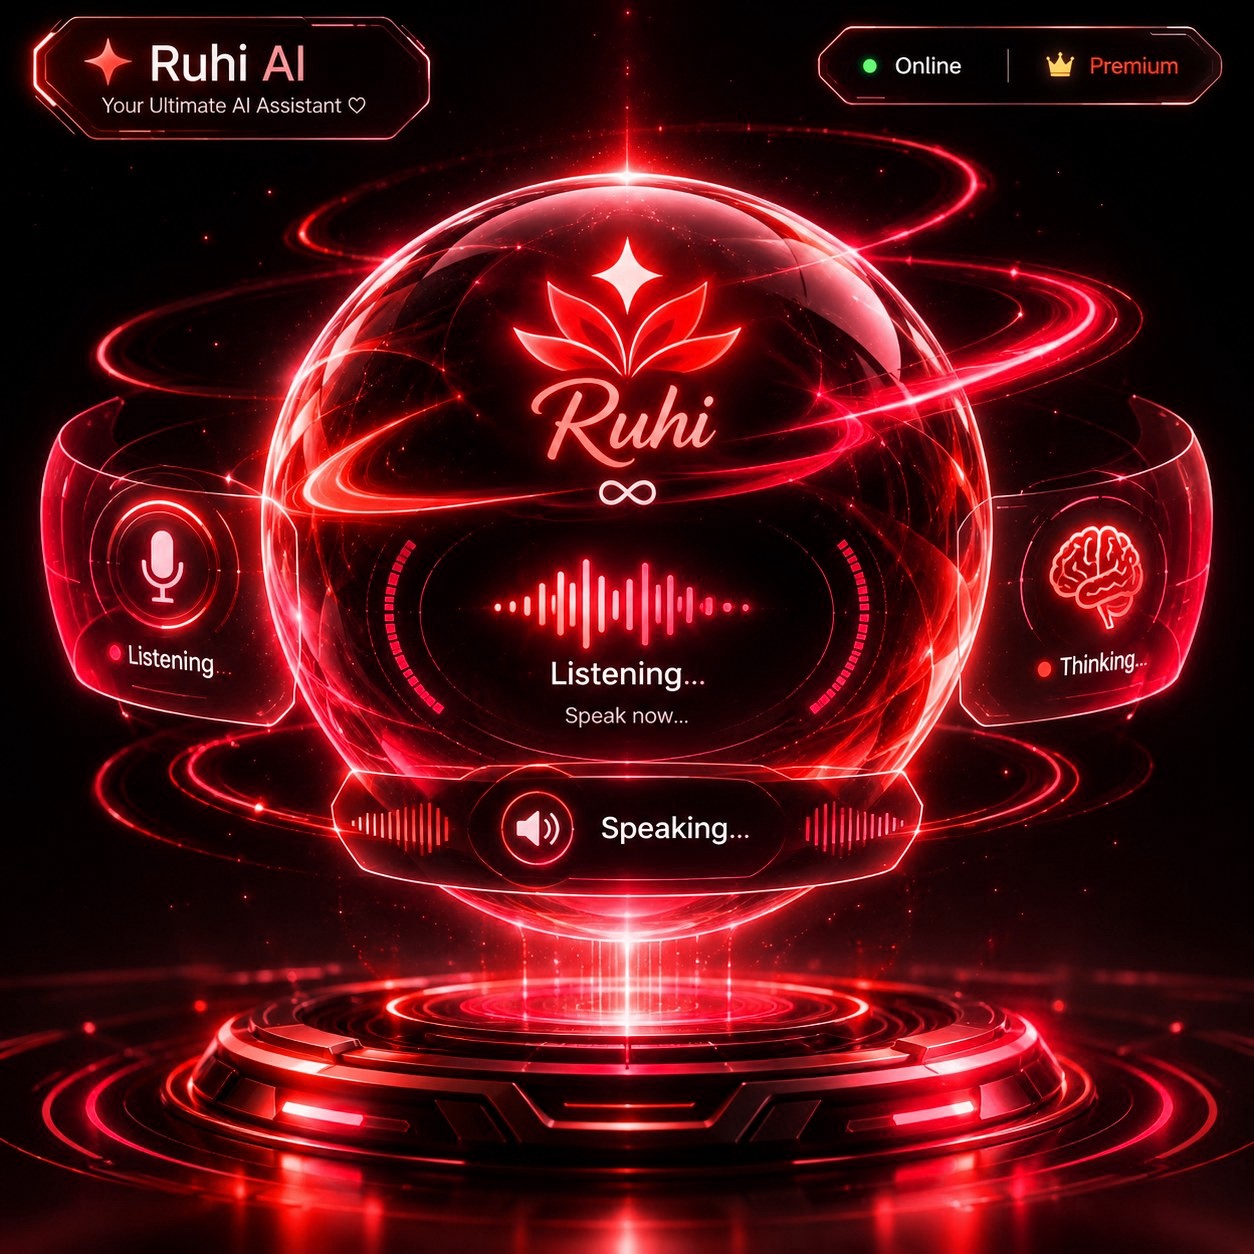 Ruhi AI
Your Ultimate AI Assistant ♡
Online
Premium
Ruhi
Listening...
Thinking...
Listening...
Speak now...
Speaking...